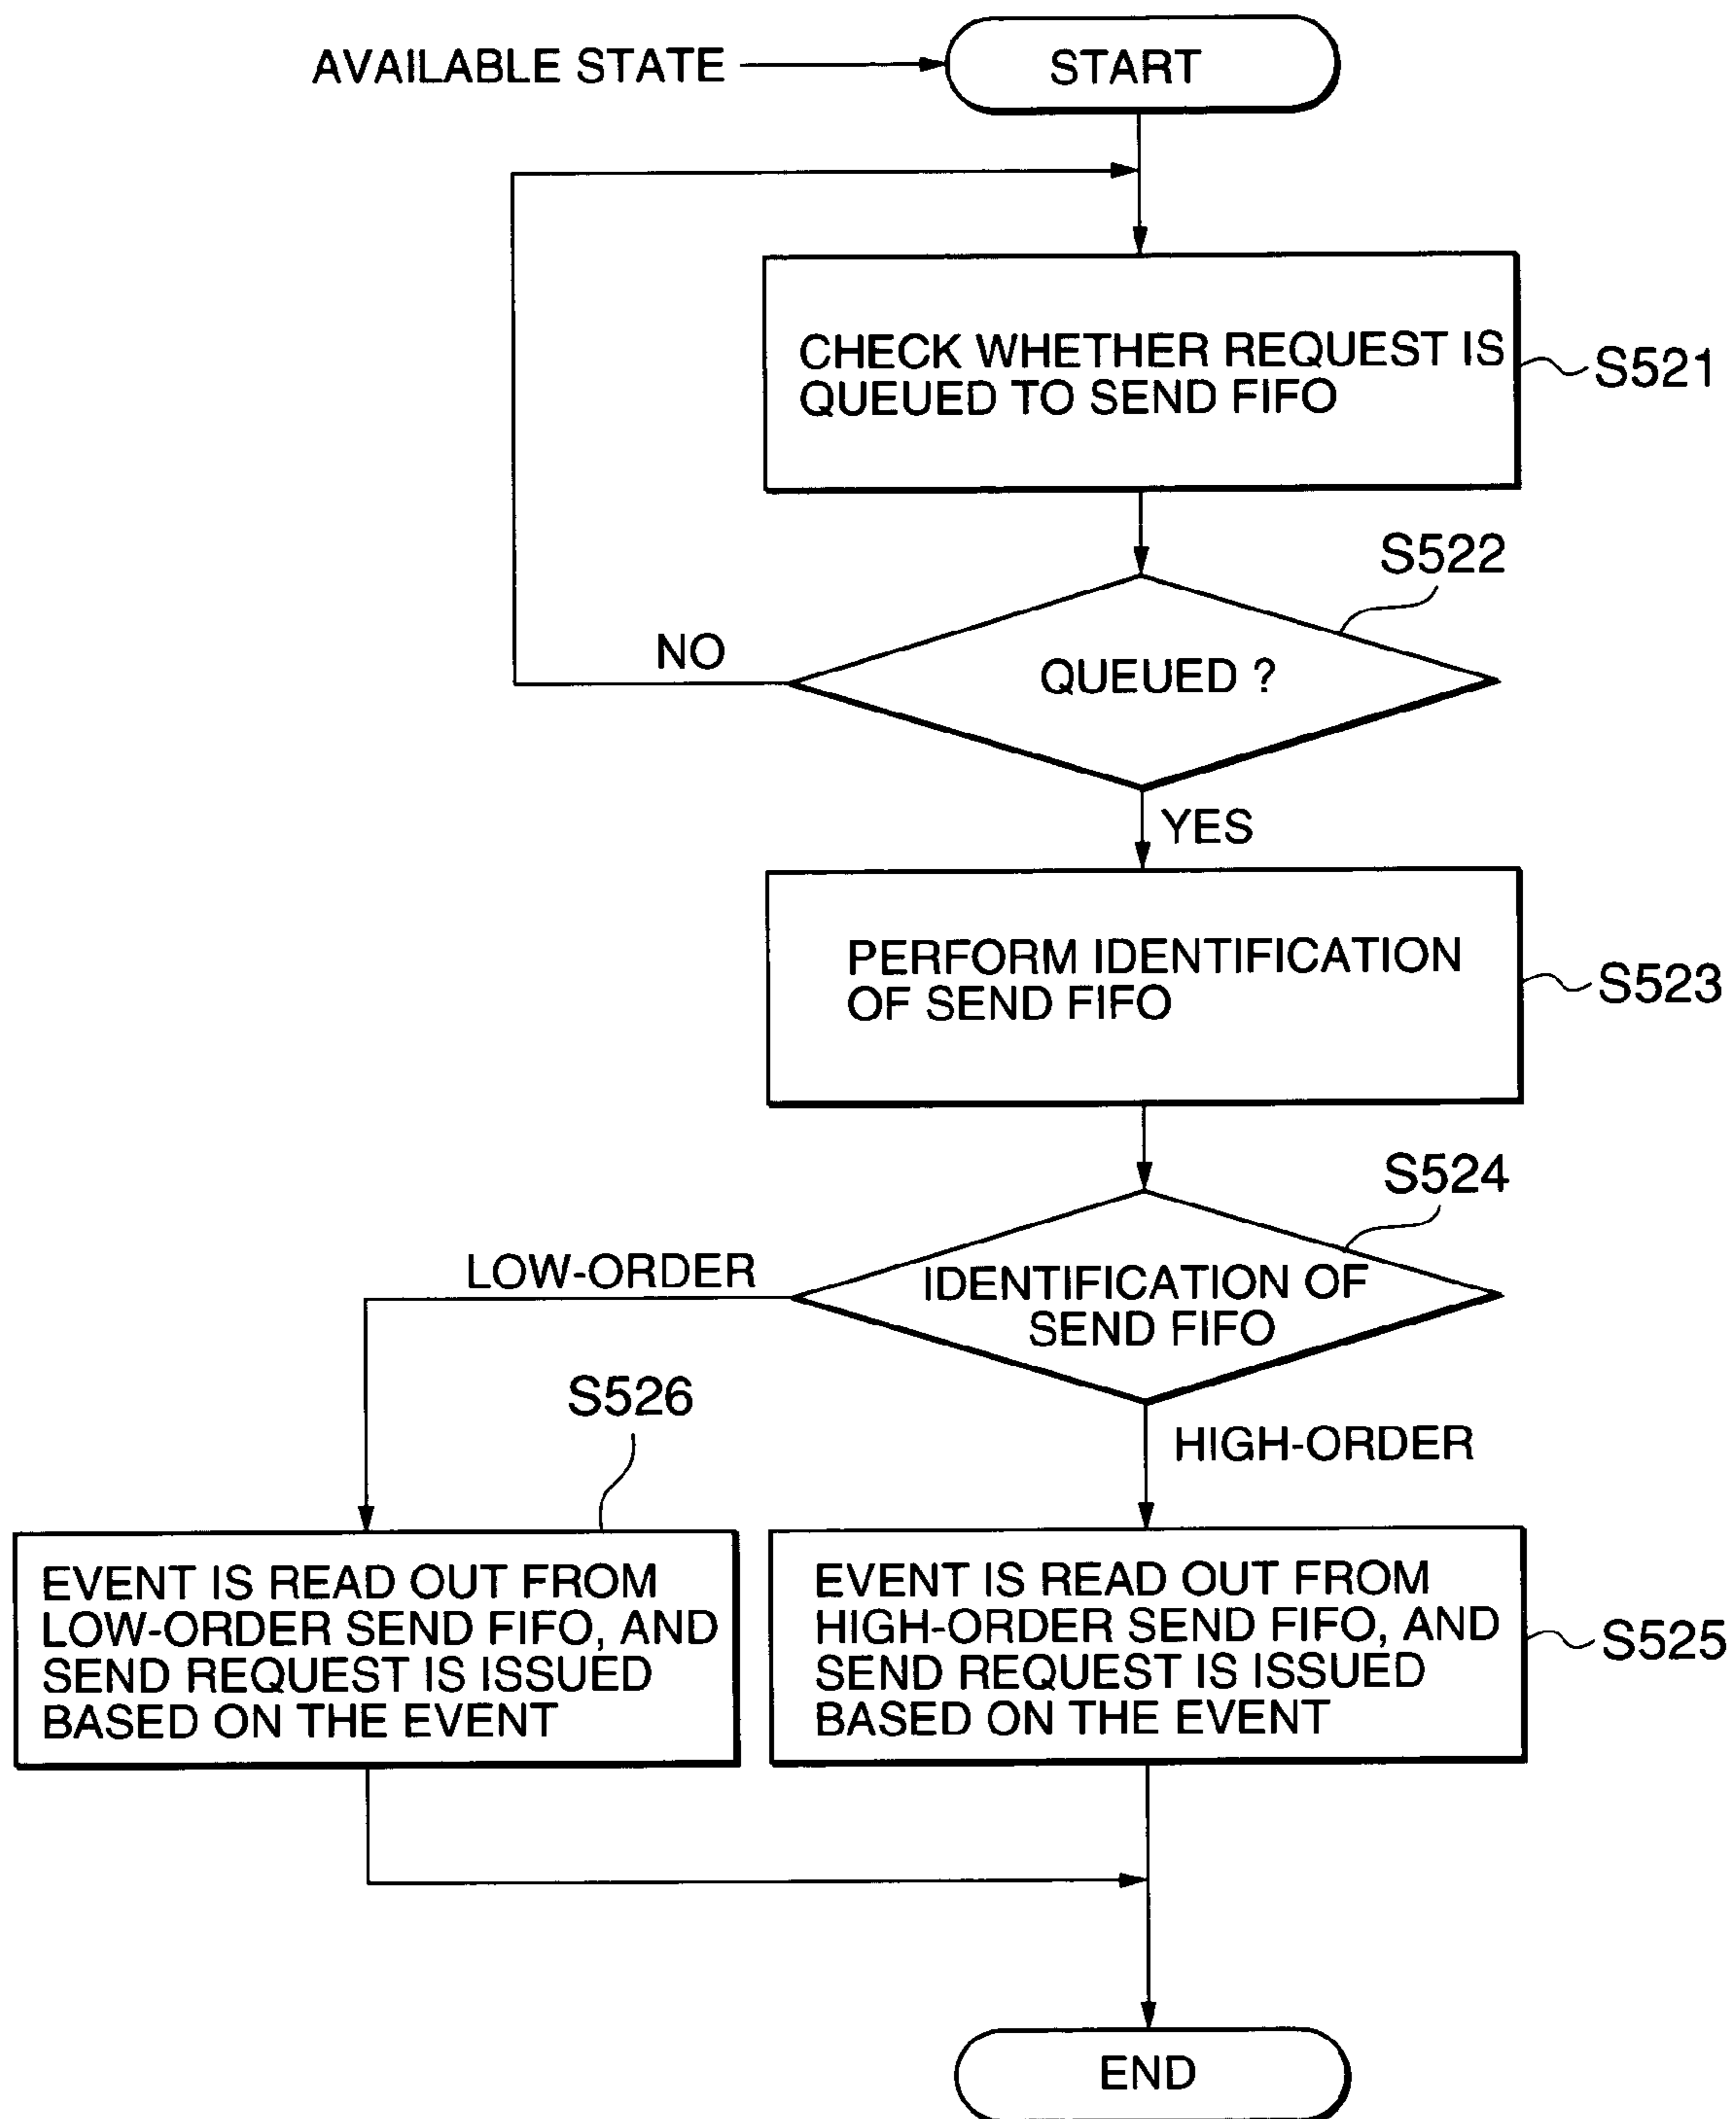 AVAILABLE STATE
START
CHECK WHETHER REQUEST IS
QUEUED TO SEND FIFO
S521
S522
NO
QUEUED ?
YES
PERFORM IDENTIFICATION
OF SEND FIFO
S523
S524
LOW-ORDER
IDENTIFICATION OF
SEND FIFO
S526
HIGH-ORDER
EVENT IS READ OUT FROM
LOW-ORDER SEND FIFO, AND
SEND REQUEST IS ISSUED
BASED ON THE EVENT
EVENT IS READ OUT FROM
HIGH-ORDER SEND FIFO, AND
SEND REQUEST IS ISSUED
BASED ON THE EVENT
S525
END